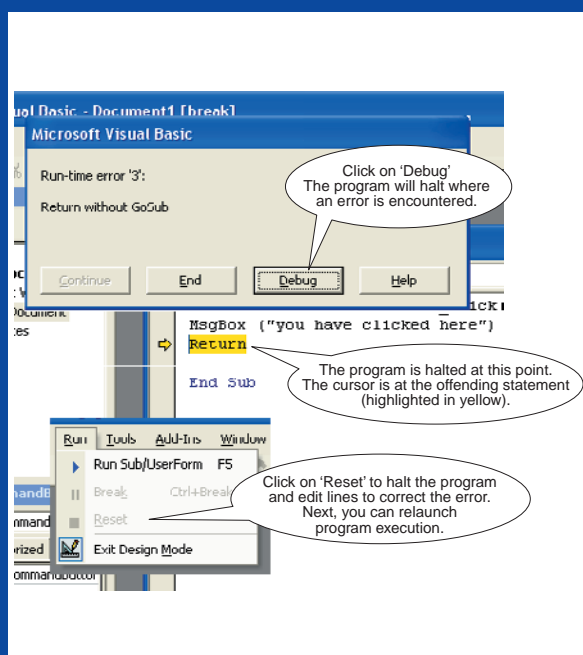 ual Basic - Document1 [break]
Microsoft Visual Basic
Run-time error '3':
Return without GoSub
Click on 'Debug'
The program will halt where
an error is encountered.
Continue End Debug Help
MsgBox ("you have clicked here")
Return
End Sub
The program is halted at this point.
The cursor is at the offending statement
(highlighted in yellow).
Run Tools Add-Ins Window
Run Sub/UserForm F5
Break Ctrl+Break
Reset
Exit Design Mode
Click on 'Reset' to halt the program
and edit lines to correct the error.
Next, you can relaunch
program execution.